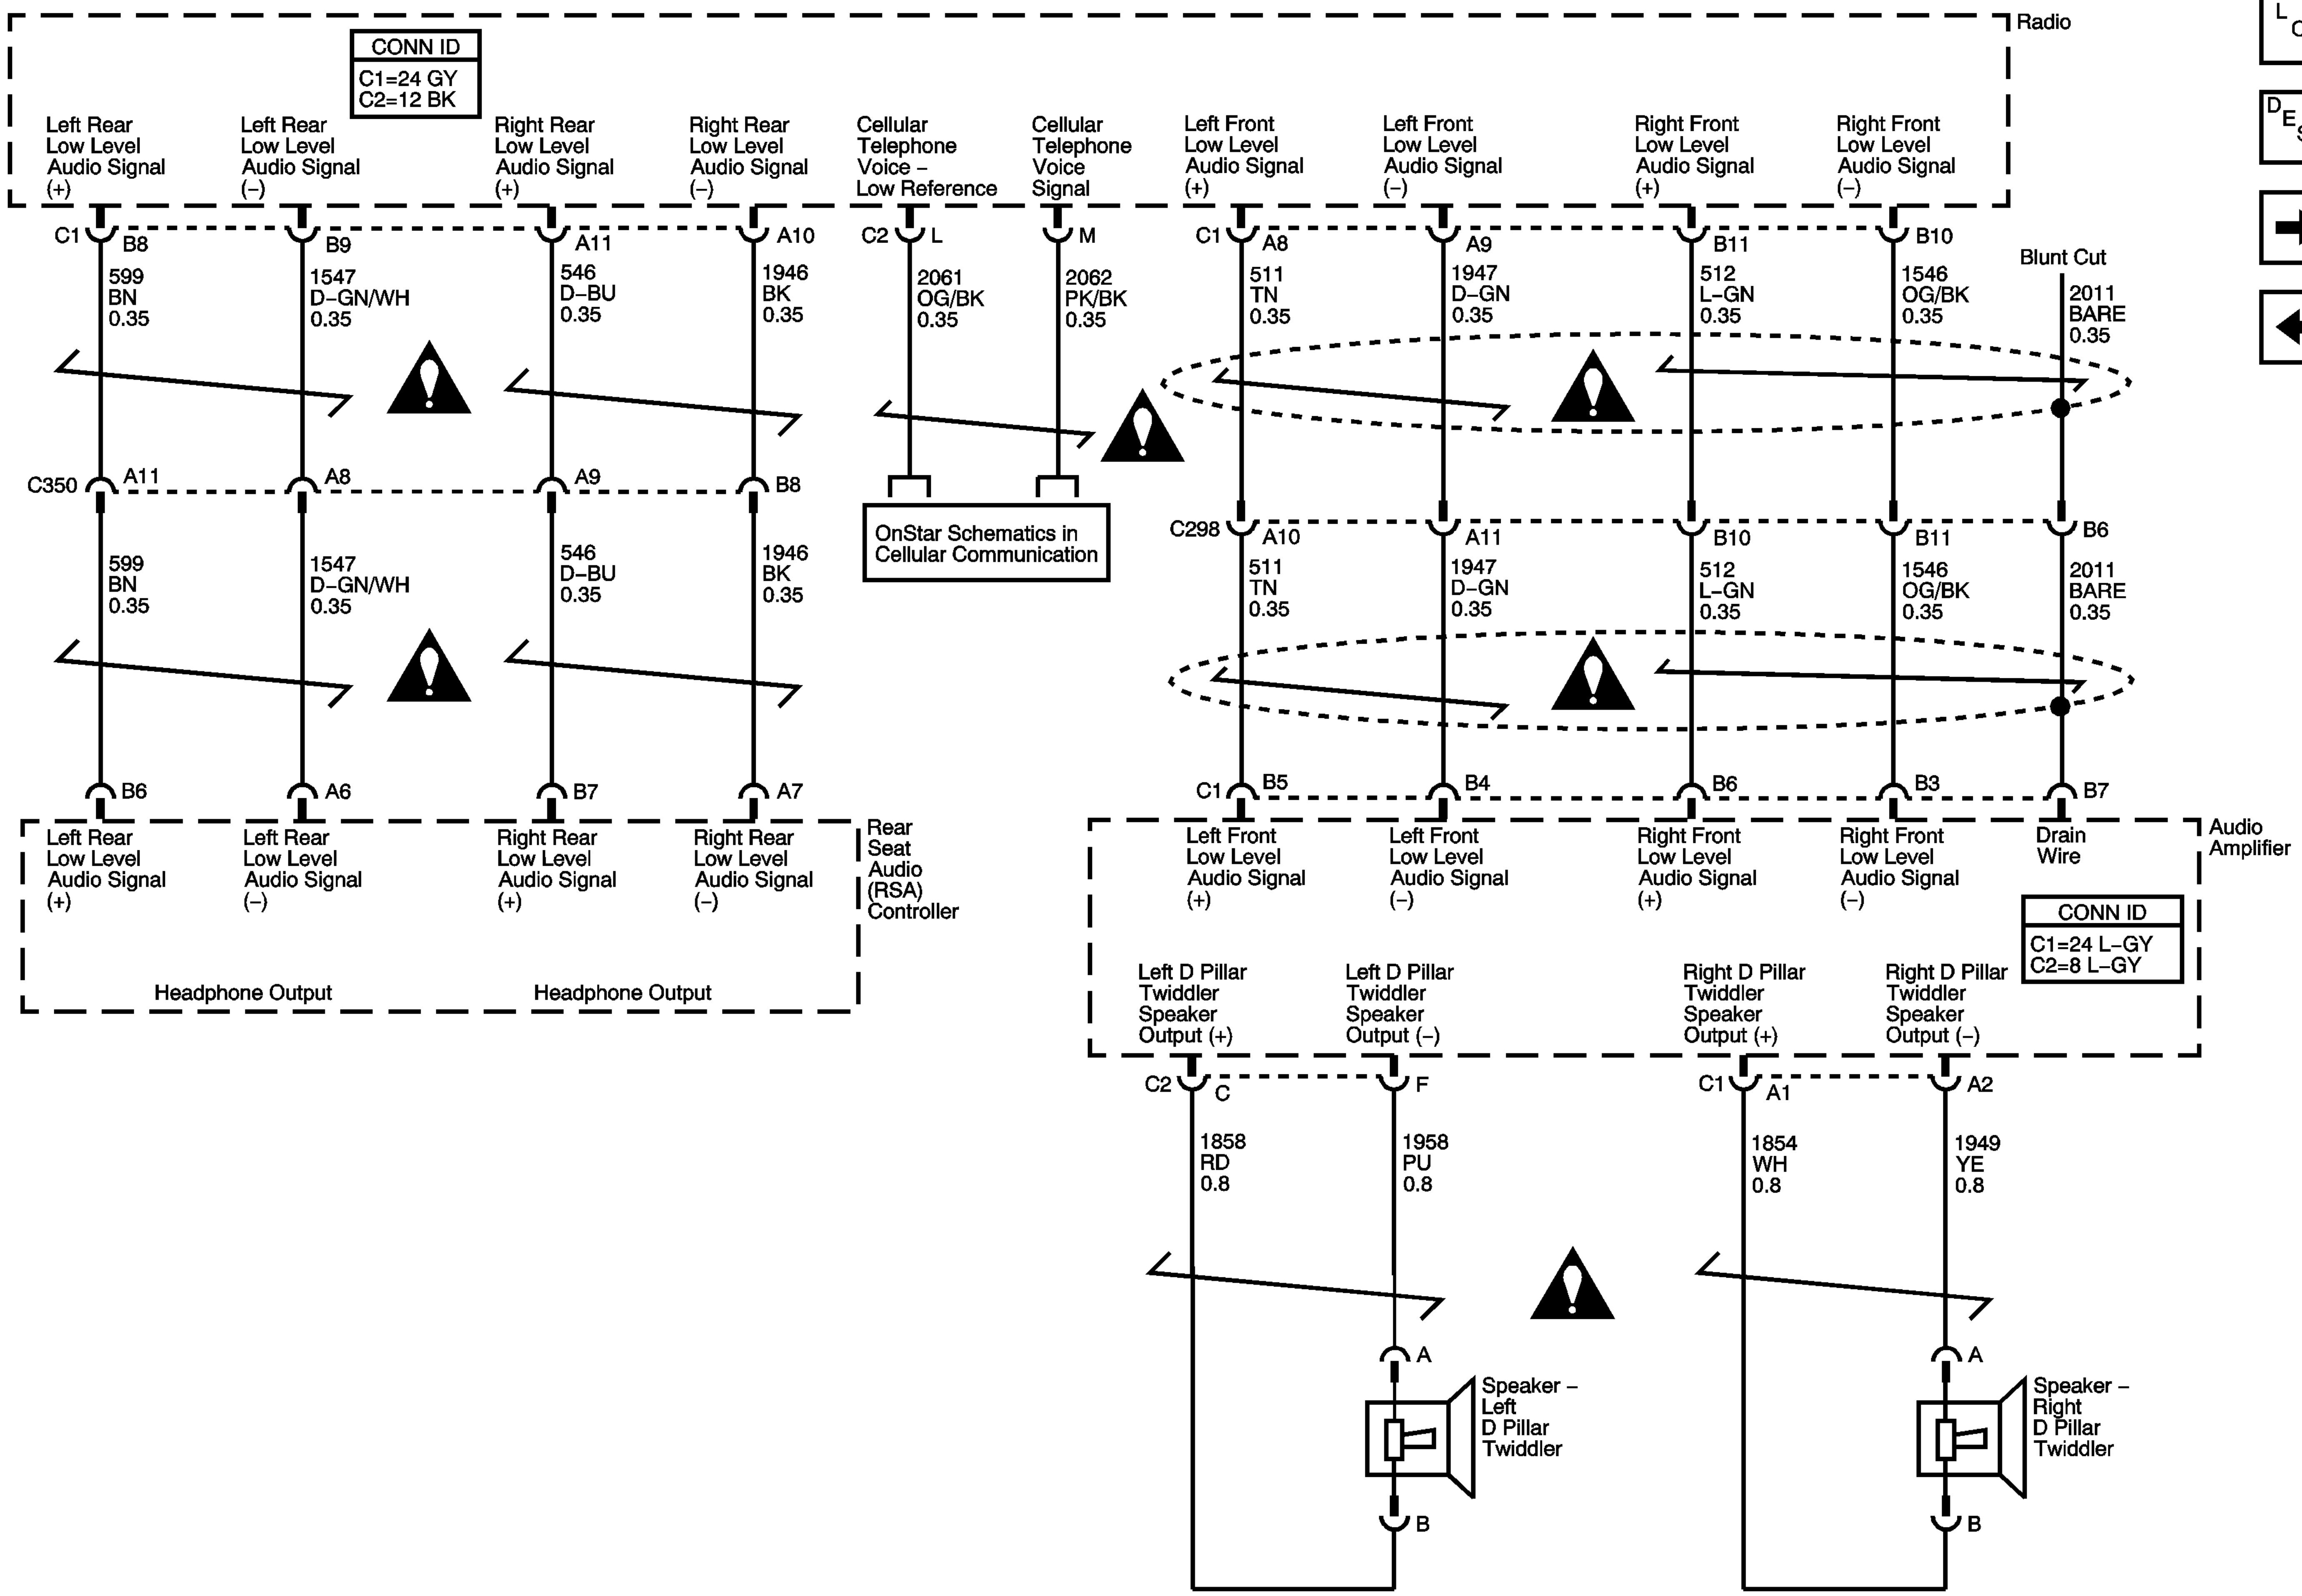 Radio
CONN ID
C1=24 GY
C2=12 BK
Left Rear
Low Level
Audio Signal
(+)
Left Rear
Low Level
Audio Signal
(–)
Right Rear
Low Level
Audio Signal
(+)
Right Rear
Low Level
Audio Signal
(–)
Cellular
Telephone
Voice –
Low Reference
Cellular
Telephone
Voice
Signal
Left Front
Low Level
Audio Signal
(+)
Left Front
Low Level
Audio Signal
(–)
Right Front
Low Level
Audio Signal
(+)
Right Front
Low Level
Audio Signal
(–)
C1
B8
B9
A11
A10
C2
L
M
C1
A8
A9
B11
B10
Blunt Cut
599
BN
0.35
1547
D–GN/WH
0.35
546
D–BU
0.35
1946
BK
0.35
2061
OG/BK
0.35
2062
PK/BK
0.35
511
TN
0.35
1947
D–GN
0.35
512
L–GN
0.35
1546
OG/BK
0.35
2011
BARE
0.35
C350
A11
A8
A9
B8
OnStar Schematics in
Cellular Communication
C298
A10
A11
B10
B11
B6
599
BN
0.35
1547
D–GN/WH
0.35
546
D–BU
0.35
1946
BK
0.35
511
TN
0.35
1947
D–GN
0.35
512
L–GN
0.35
1546
OG/BK
0.35
2011
BARE
0.35
B6
A6
B7
A7
C1
B5
B4
B6
B3
B7
Left Rear
Low Level
Audio Signal
(+)
Left Rear
Low Level
Audio Signal
(–)
Right Rear
Low Level
Audio Signal
(+)
Right Rear
Low Level
Audio Signal
(–)
Rear
Seat
Audio
(RSA)
Controller
Headphone Output
Headphone Output
Left Front
Low Level
Audio Signal
(+)
Left Front
Low Level
Audio Signal
(–)
Right Front
Low Level
Audio Signal
(+)
Right Front
Low Level
Audio Signal
(–)
Drain
Wire
Audio
Amplifier
CONN ID
C1=24 L–GY
C2=8 L–GY
Left D Pillar
Twiddler
Speaker
Output (+)
Left D Pillar
Twiddler
Speaker
Output (–)
Right D Pillar
Twiddler
Speaker
Output (+)
Right D Pillar
Twiddler
Speaker
Output (–)
C2
C
F
C1
A1
A2
1858
RD
0.8
1958
PU
0.8
1854
WH
0.8
1949
YE
0.8
A
A
Speaker –
Left
D Pillar
Twiddler
Speaker –
Right
D Pillar
Twiddler
B
B